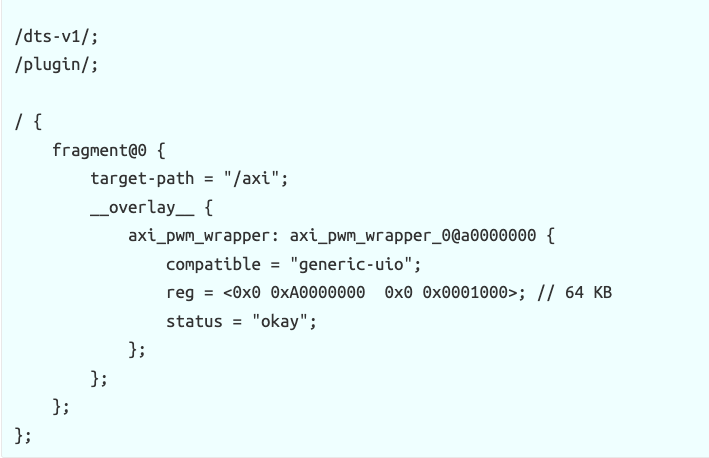 /dts-v1/;
/plugin/;
/ {
    fragment@0 {
        target-path = "/axi";
        __overlay__ {
            axi_pwm_wrapper: axi_pwm_wrapper_0@a0000000 {
                compatible = "generic-uio";
                reg = <0x0 0xA0000000  0x0 0x0001000>; // 64 KB
                status = "okay";
            };
        };
    };
};